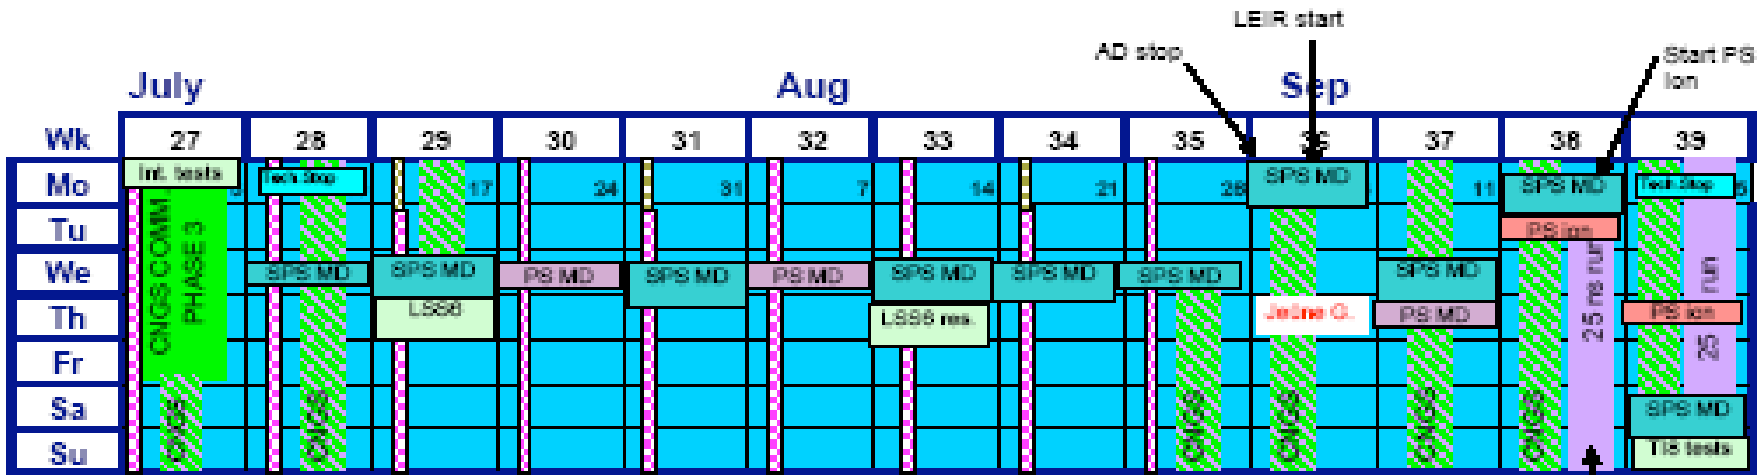 LEIR start
AD stop
Start PS
ion
July Aug Sep
Wk 27 28 29 30 31 32 33 34 35 36 37 38 39
Mo Int. tests Tech.Stop 17 24 31 7 14 21 28 SPS MD 11 SPS MD Tech.Stop
Tu PS ion
We SPS MD SPS MD PS MD SPS MD PS MD SPS MD SPS MD SPS MD SPS MD
Th LSS6 LSS6 res. Jeûne G. PS MD PS ion
Fr
Sa SPS MD
Su TI8 tests
CNGS COMM
PHASE 3
CNGS
CNGS
CNGS
CNGS
CNGS
CNGS
25 ns run
25 run